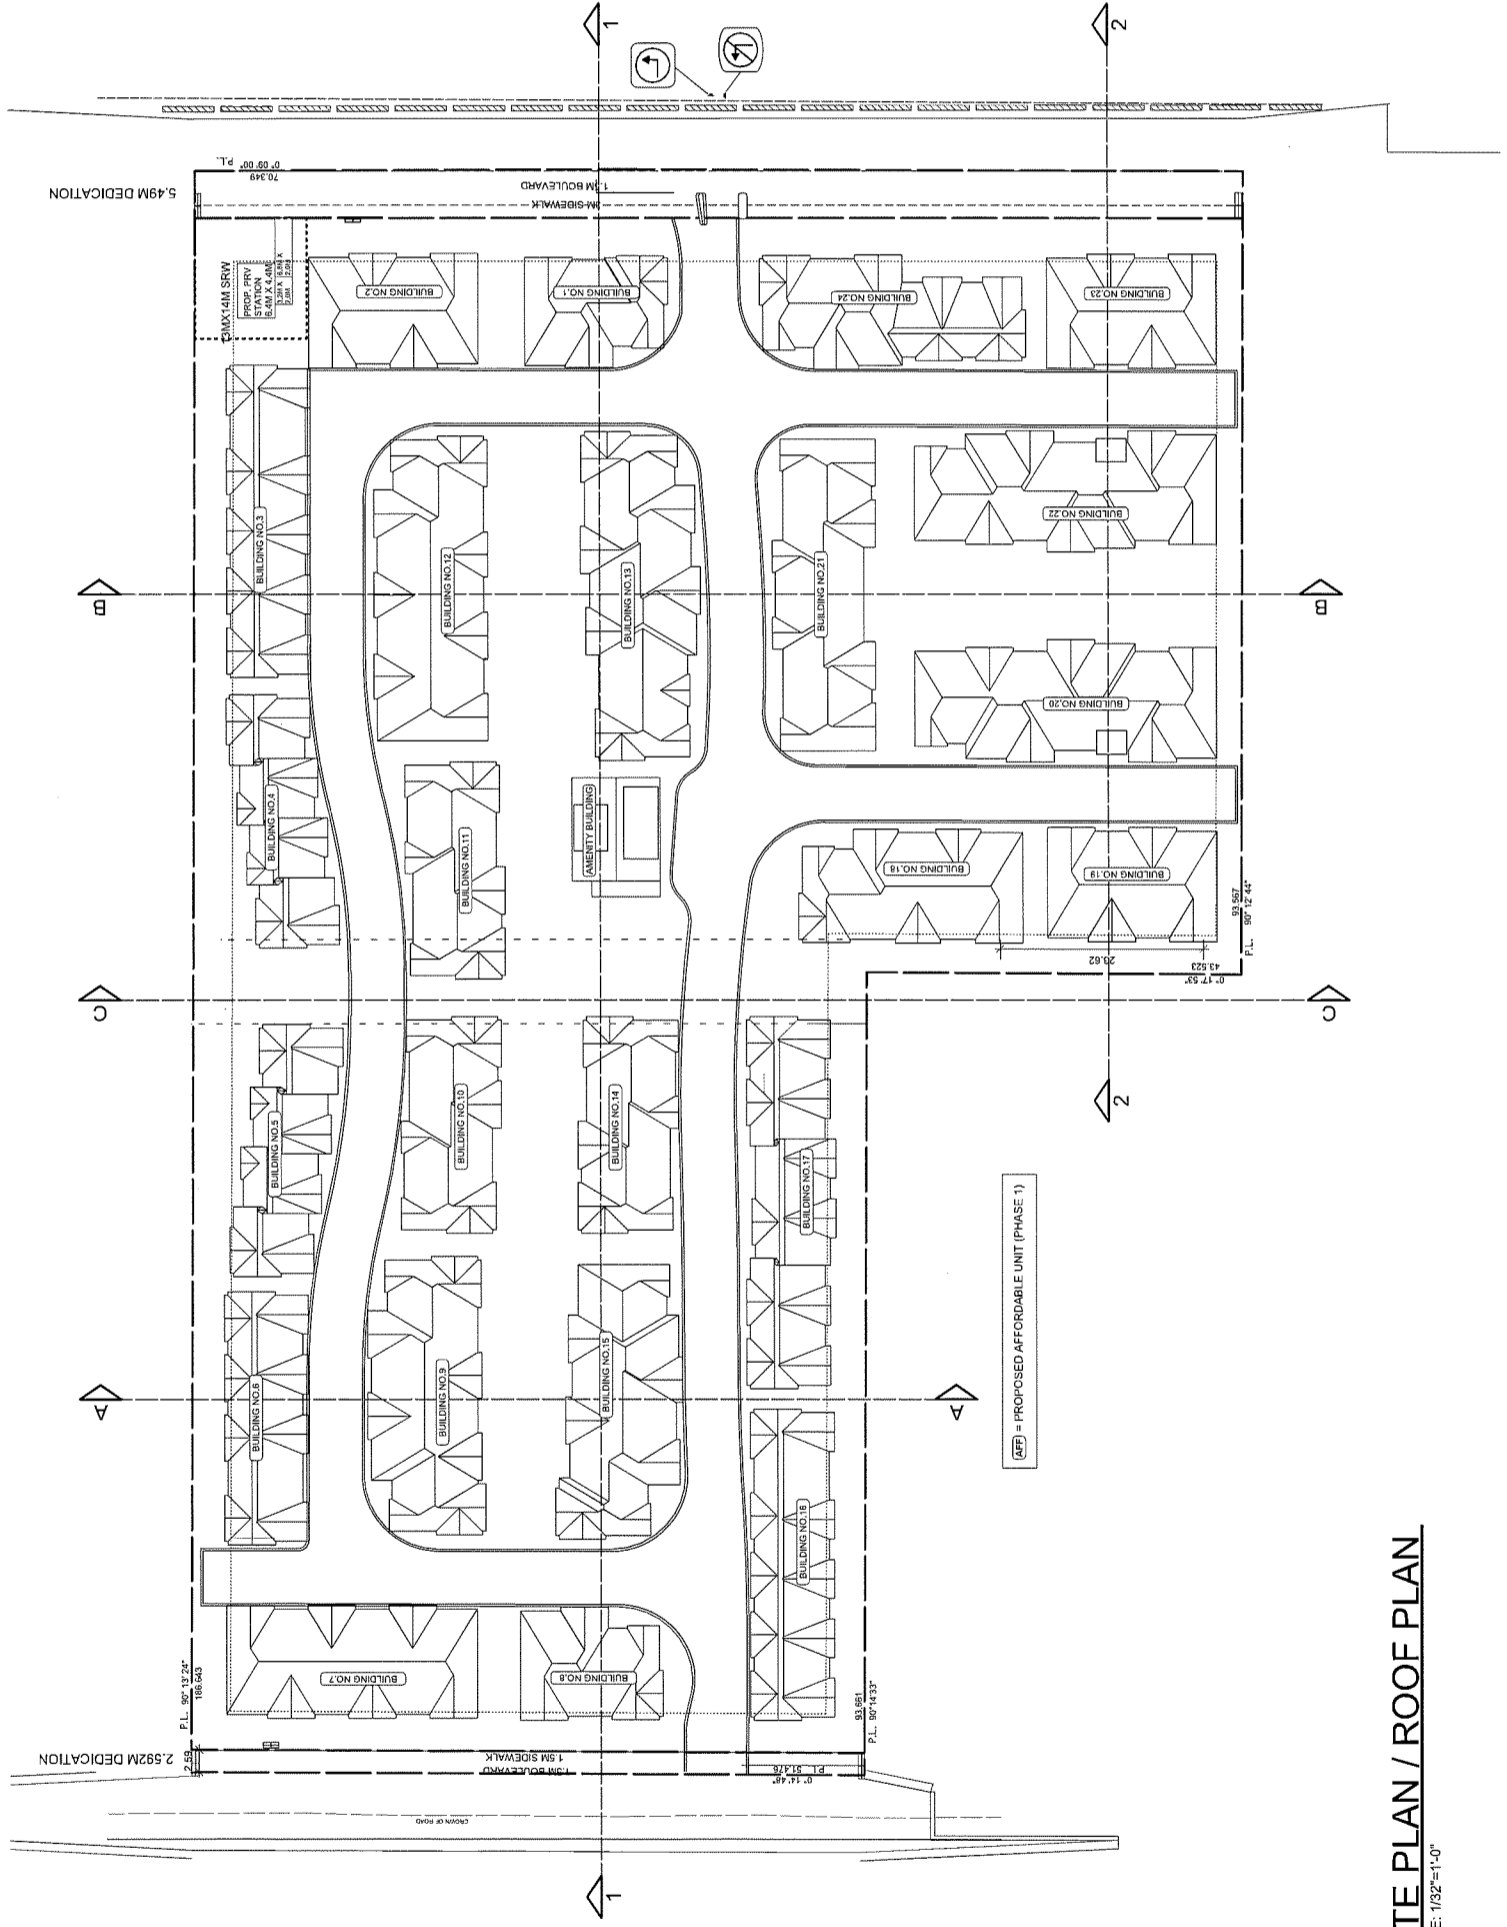 1
2
5.49M DEDICATION
P.L.
0° 09' 00"
70.349
1.5M BOULEVARD
SIDEWALK
13MX14M SRW
PROP. PRV
STATION
6.4M X 4.4M
BUILDING NO.2
BUILDING NO.1
BUILDING NO.24
BUILDING NO.23
BUILDING NO.3
BUILDING NO.12
BUILDING NO.13
BUILDING NO.21
BUILDING NO.22
B
B
BUILDING NO.4
BUILDING NO.11
AMENITY BUILDING
BUILDING NO.20
BUILDING NO.18
BUILDING NO.19
93.567
P.L. 90° 12' 44"
23.62
43.523
0° 17' 53"
C
C
BUILDING NO.5
BUILDING NO.10
BUILDING NO.14
BUILDING NO.17
2
AFF = PROPOSED AFFORDABLE UNIT (PHASE 1)
BUILDING NO.6
BUILDING NO.9
BUILDING NO.15
A
A
BUILDING NO.16
BUILDING NO.7
BUILDING NO.8
P.L. 90° 13' 24"
186.643
93.661
P.L. 90°14'33"
2.592M DEDICATION
2.59
1.5M SIDEWALK
BOULEVARD
P.L. 51.476
0° 14' 48"
CROWN OF ROAD
1
TE PLAN / ROOF PLAN
E: 1/32"=1'-0"